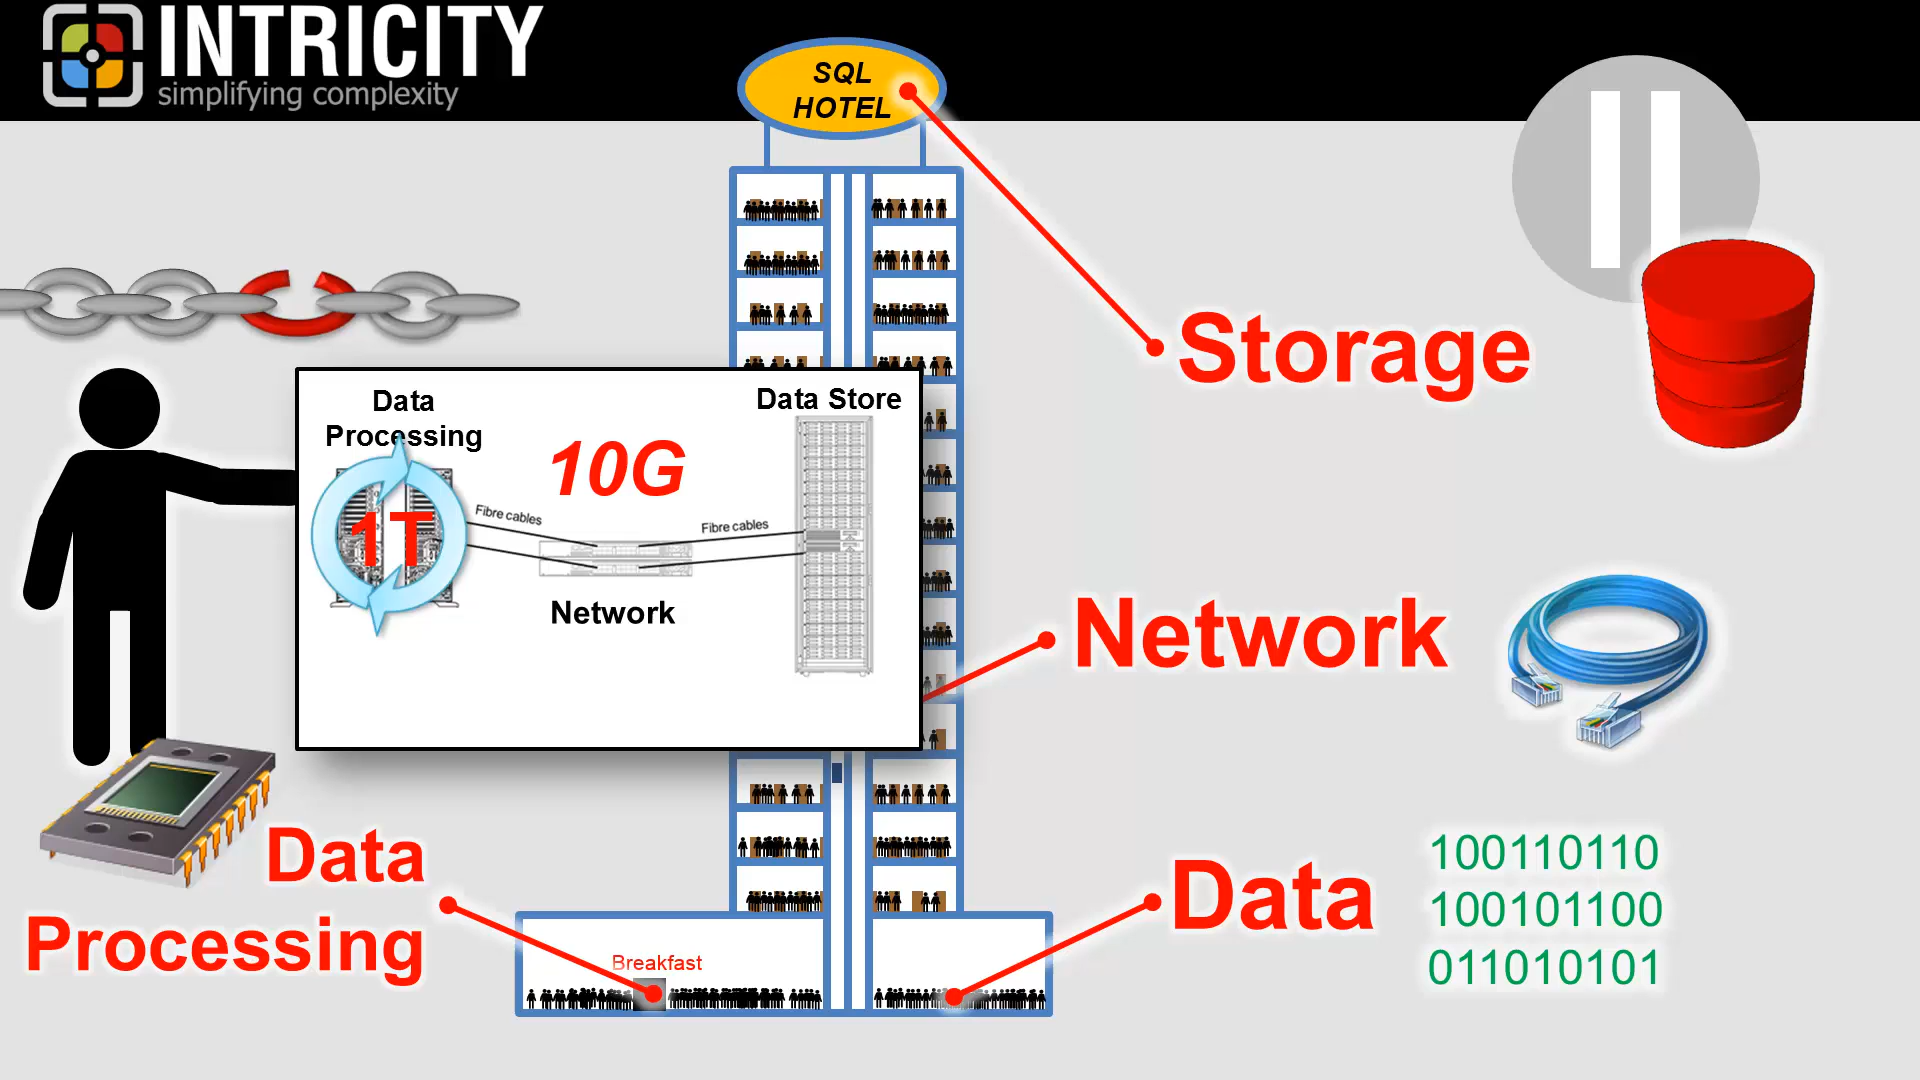 INTRICITY
simplifying complexity
SQL
HOTEL
Storage
Data
Processing
Data Store
10G
1T
Fibre cables
Fibre cables
Network
Network
Data
Processing
Breakfast
Data
100110110
100101100
011010101